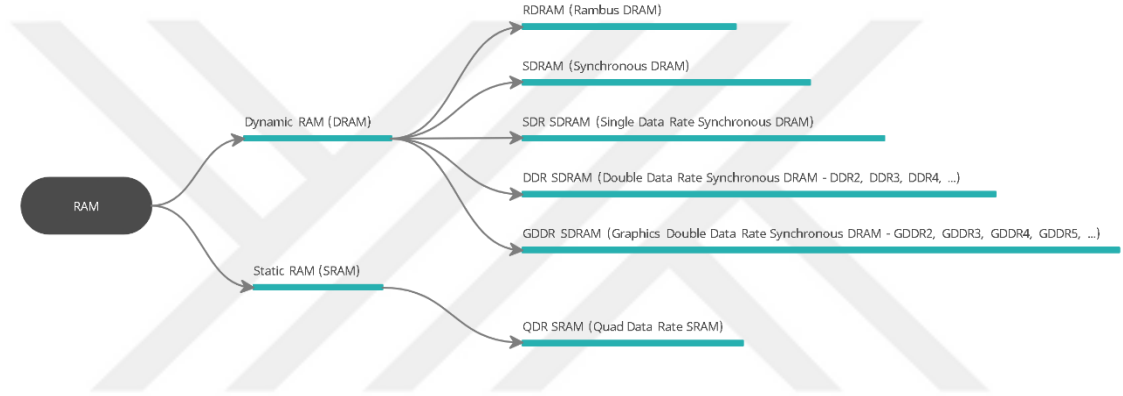 RDRAM (Rambus DRAM)
SDRAM (Synchronous DRAM)
Dynamic RAM (DRAM)
SDR SDRAM (Single Data Rate Synchronous DRAM)
DDR SDRAM (Double Data Rate Synchronous DRAM - DDR2, DDR3, DDR4, ...)
RAM
GDDR SDRAM (Graphics Double Data Rate Synchronous DRAM - GDDR2, GDDR3, GDDR4, GDDR5, ...)
Static RAM (SRAM)
QDR SRAM (Quad Data Rate SRAM)